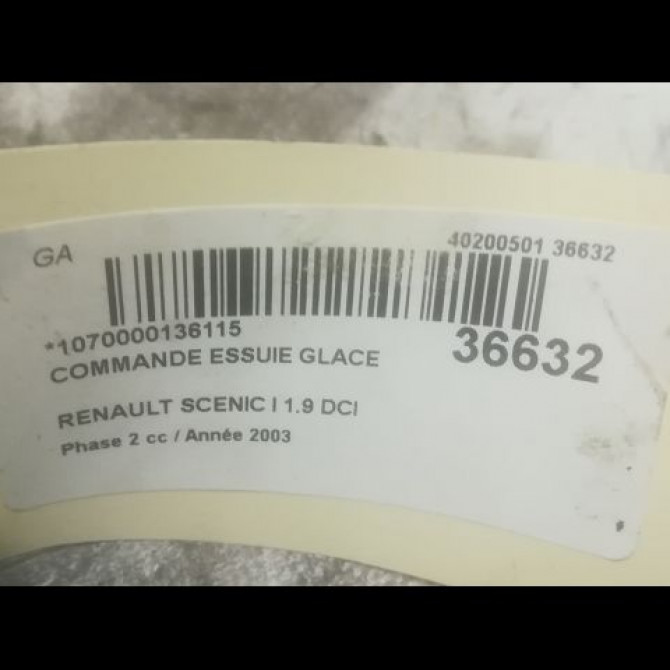 GA
40200501 36632
*1070000136115
36632
COMMANDE ESSUIE GLACE
RENAULT SCENIC I 1.9 DCI
Phase 2 cc / Année 2003